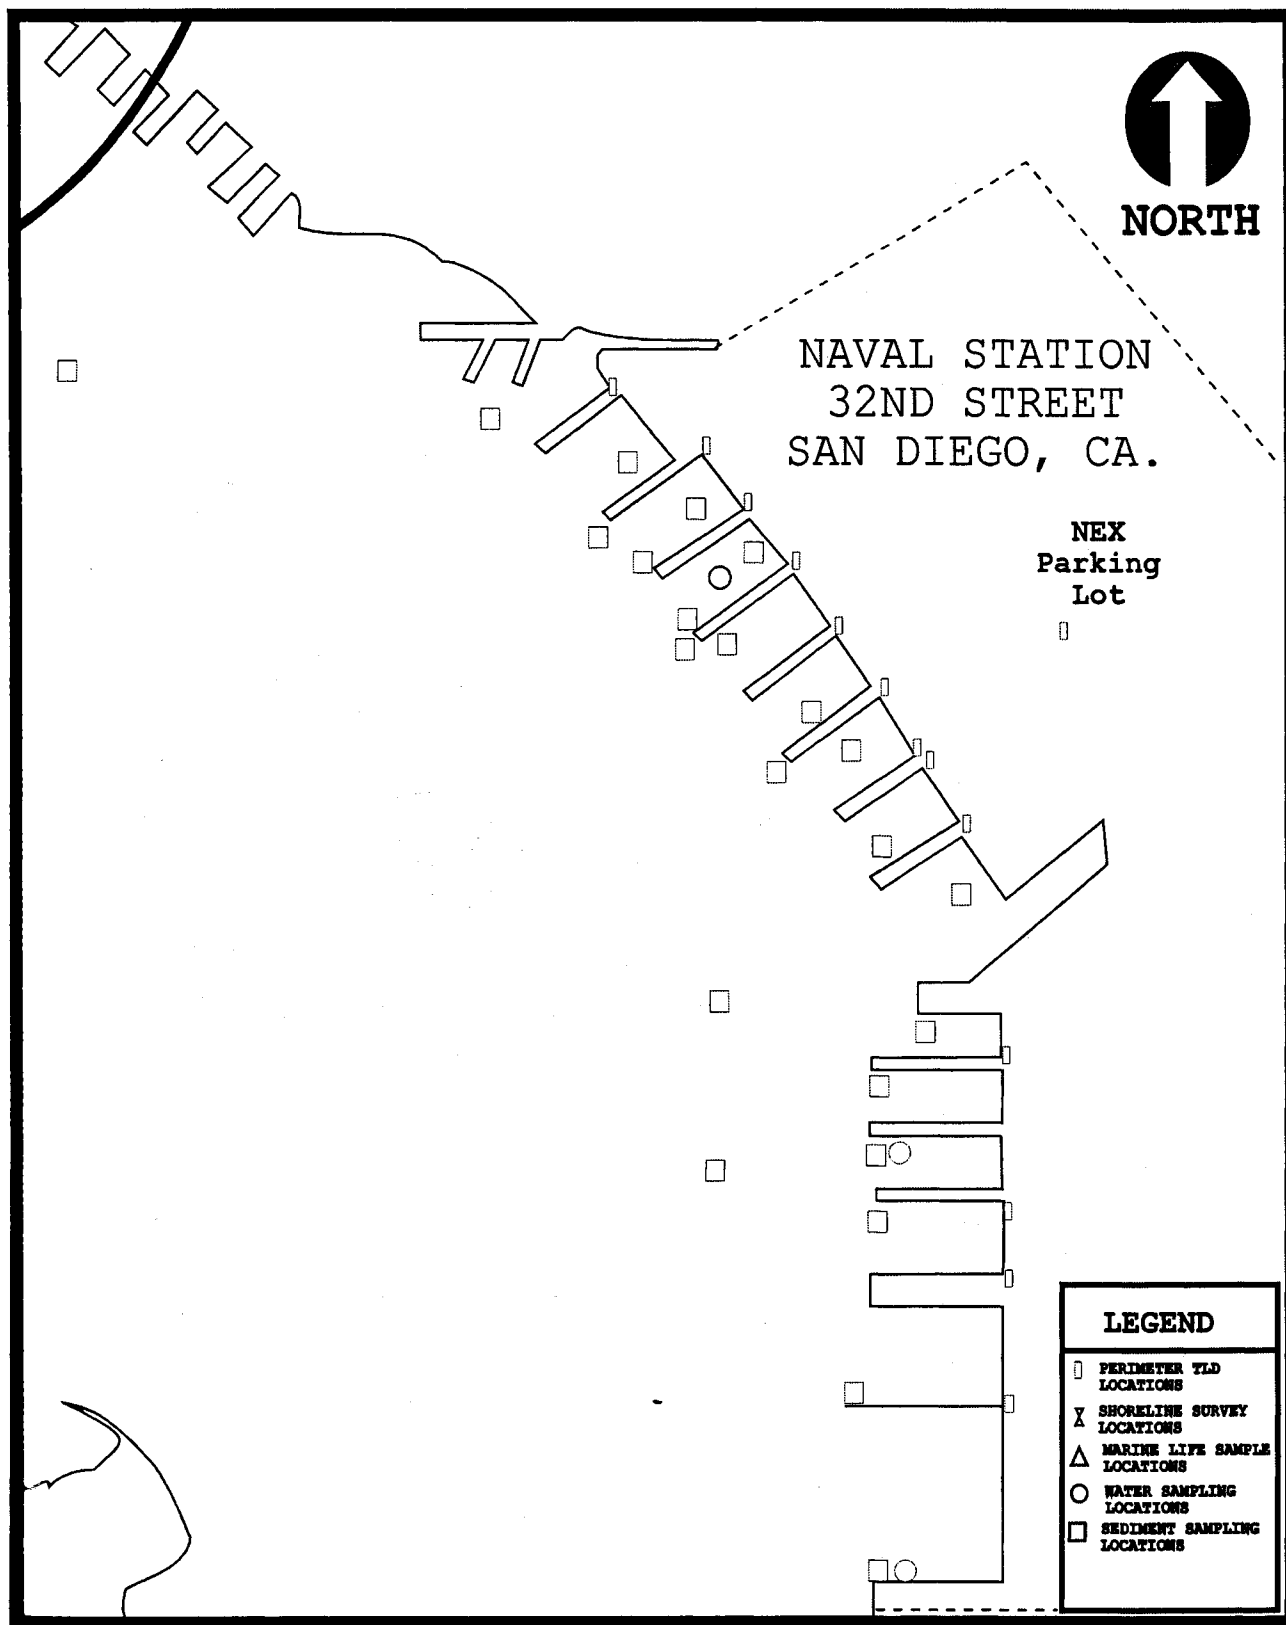 NORTH
NAVAL STATION
32ND STREET
SAN DIEGO, CA.
NEX
Parking
Lot
LEGEND
PERIMETER TLD
LOCATIONS
SHORELINE SURVEY
LOCATIONS
MARINE LIFE SAMPLE
LOCATIONS
WATER SAMPLING
LOCATIONS
SEDIMENT SAMPLING
LOCATIONS